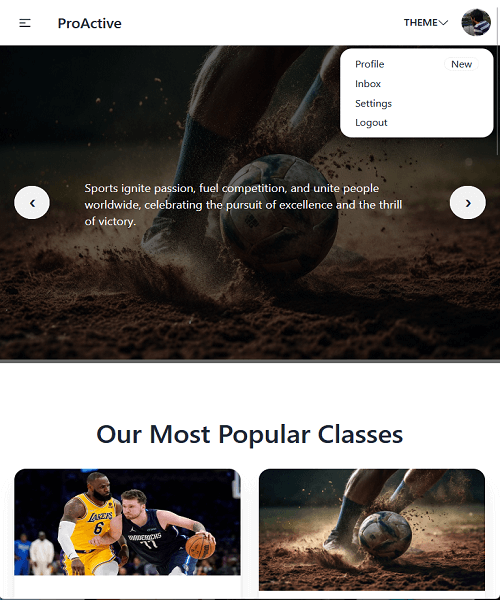 ProActive
THEME
Profile New
Inbox
Settings
Logout
Sports ignite passion, fuel competition, and unite people
worldwide, celebrating the pursuit of excellence and the thrill
of victory.
Our Most Popular Classes
LAKERS
6
MAVERICKS
77